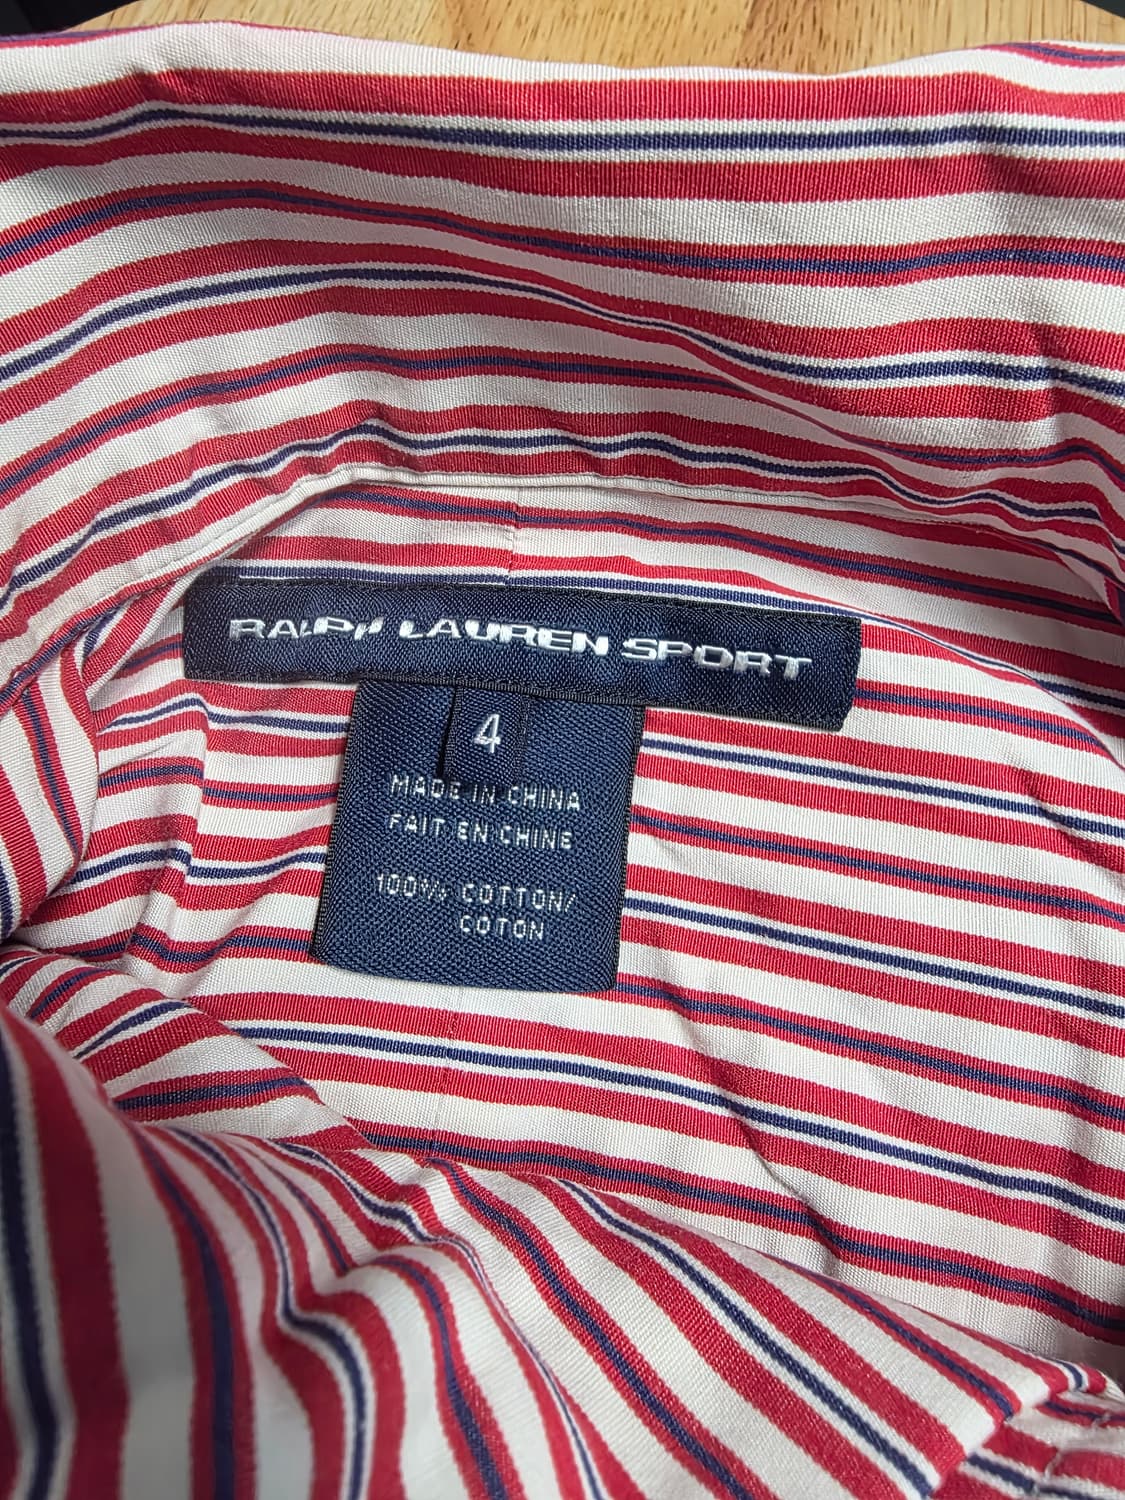 RALPH LAUREN SPORT
4
MADE IN CHINA
FAIT EN CHINE
100% COTTON/
COTON